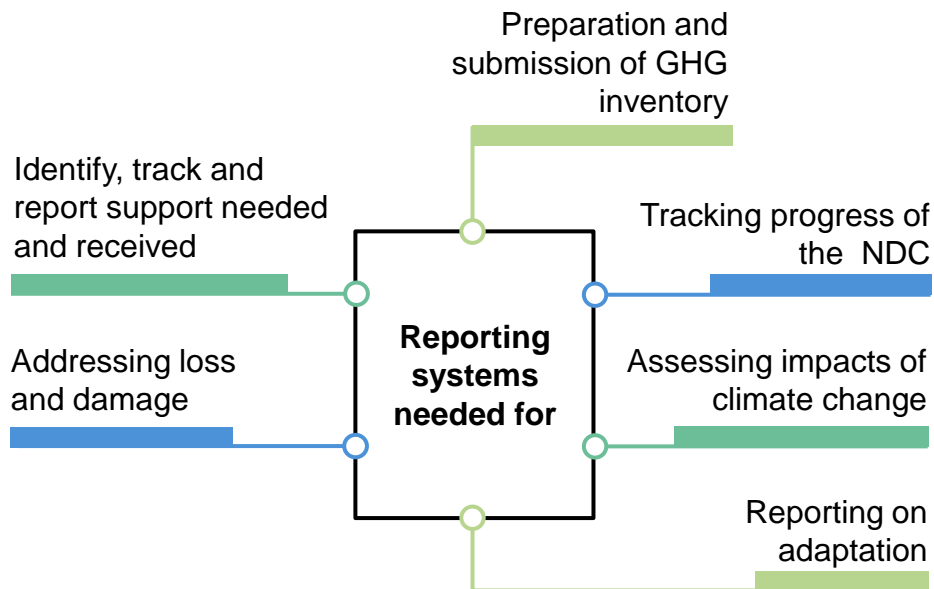 Preparation and
submission of GHG
inventory
Identify, track and
report support needed
and received
Tracking progress of
the NDC
Reporting
systems
needed for
Addressing loss
and damage
Assessing impacts of
climate change
Reporting on
adaptation